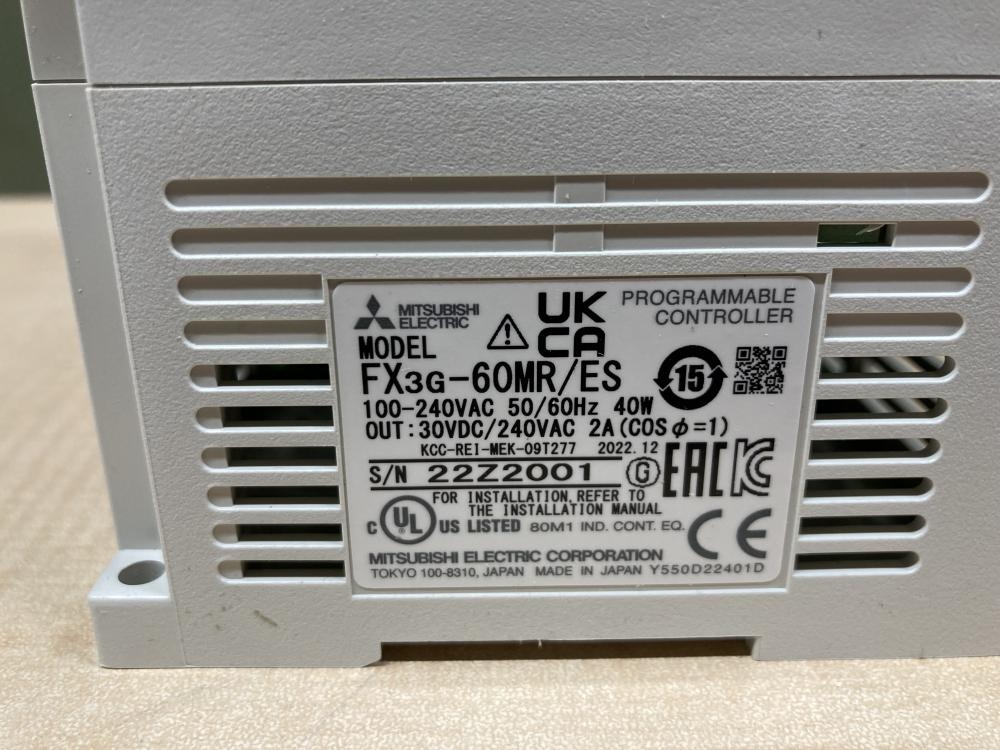 MITSUBISHI
ELECTRIC
UK
CA
PROGRAMMABLE
CONTROLLER
MODEL
FX3G-60MR/ES
15
100-240VAC 50/60Hz 40W
OUT:30VDC/240VAC 2A(COSφ=1)
KCC-REI-MEK-09T277 2022.12
S/N 22Z2001
G EAC KC
FOR INSTALLATION, REFER TO
THE INSTALLATION MANUAL
C UL US LISTED 80M1 IND. CONT. EQ. CE
MITSUBISHI ELECTRIC CORPORATION
TOKYO 100-8310, JAPAN MADE IN JAPAN Y550D22401D